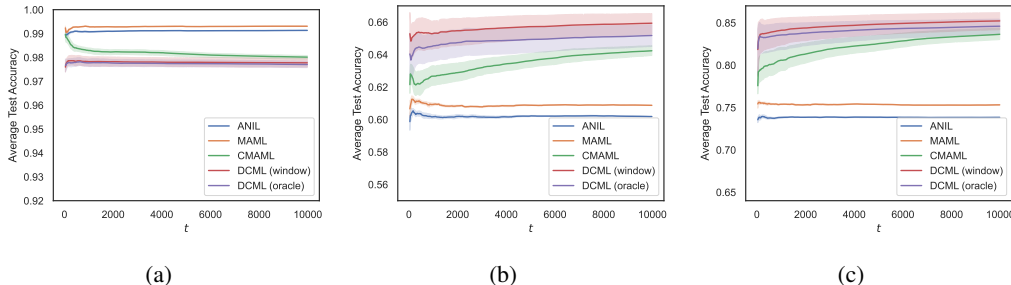 1.00
0.99
0.98
0.97
0.96
0.95
0.94
0.93
0.92
Average Test Accuracy
ANIL
MAML
CMAML
DCML (window)
DCML (oracle)
0 2000 4000 6000 8000 10000
t
(a)
0.66
0.64
0.62
0.60
0.58
0.56
Average Test Accuracy
ANIL
MAML
CMAML
DCML (window)
DCML (oracle)
0 2000 4000 6000 8000 10000
t
(b)
0.85
0.80
0.75
0.70
0.65
Average Test Accuracy
ANIL
MAML
CMAML
DCML (window)
DCML (oracle)
0 2000 4000 6000 8000 10000
t
(c)